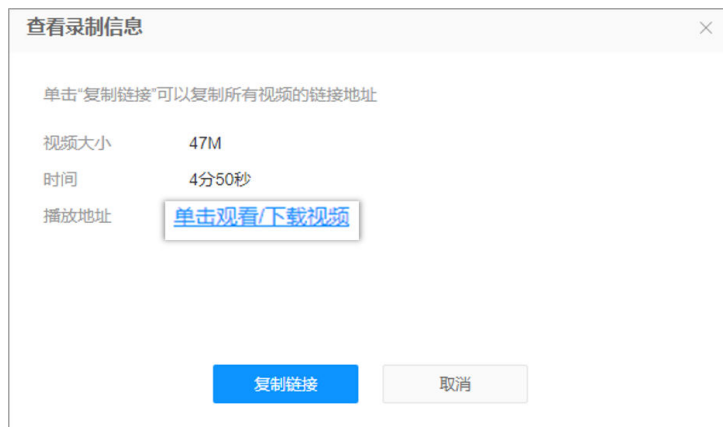 查看录制信息
单击“复制链接”可以复制所有视频的链接地址
视频大小 47M
时间 4分50秒
播放地址 单击观看/下载视频
复制链接 取消